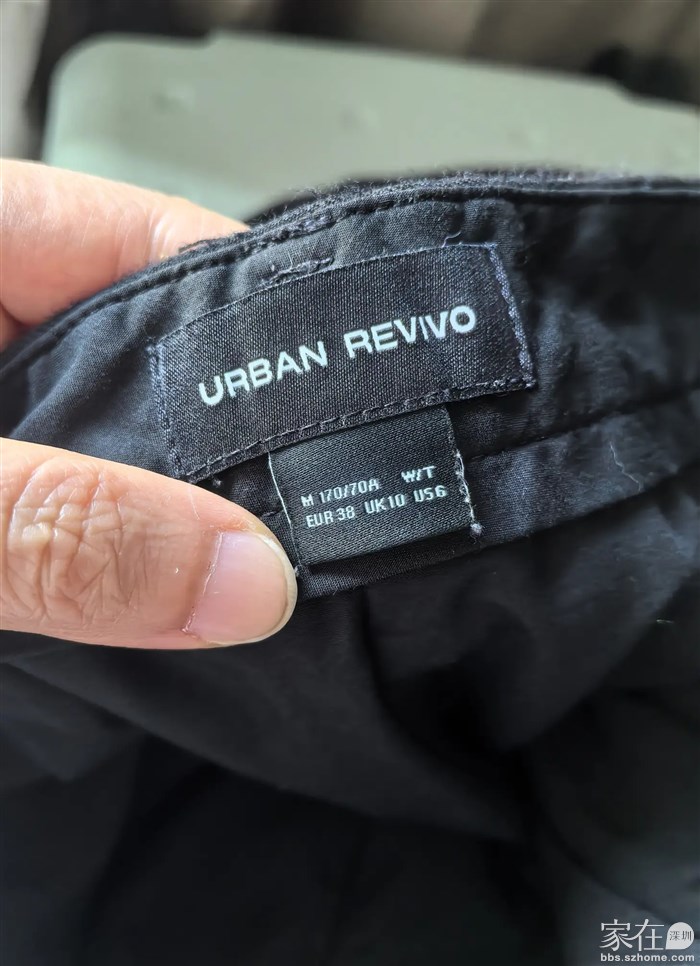 URBAN REVIVO
M 170/70A W/T
EUR 38 UK10 US6
家在深圳
bbs.szhome.com